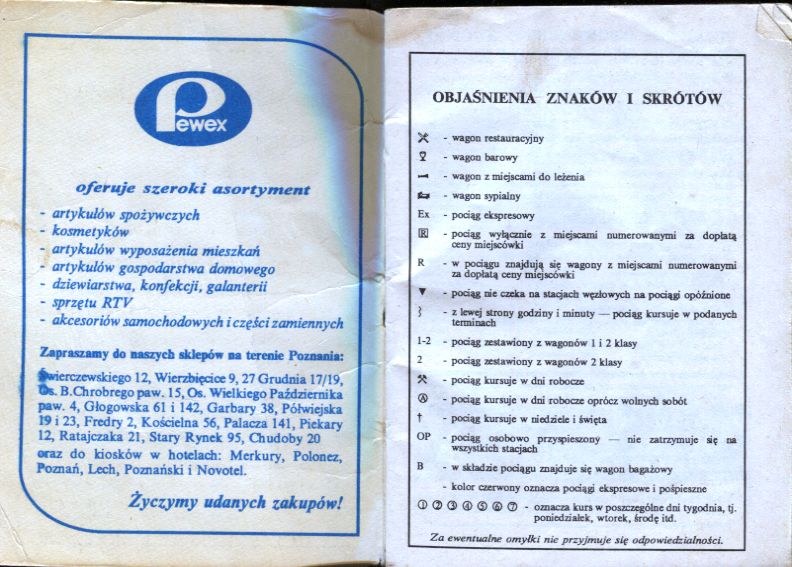 Pewex
oferuje szeroki asortyment
- artykułów spożywczych
- kosmetyków
- artykułów wyposażenia mieszkań
- artykułów gospodarstwa domowego
- dziewiarstwa, konfekcji, galanterii
- sprzętu RTV
- akcesoriów samochodowych i części zamiennych
Zapraszamy do naszych sklepów na terenie Poznania:
Świerczewskiego 12, Wierzbięcice 9, 27 Grudnia 17/19,
Os. B.Chrobrego paw. 15, Os. Wielkiego Października
paw. 4, Głogowska 61 i 142, Garbary 38, Półwiejska
19 i 23, Fredry 2, Kościelna 56, Palacza 141, Piekary
12, Ratajczaka 21, Stary Rynek 95, Chudoby 20
oraz do kiosków w hotelach: Merkury, Polonez,
Poznań, Lech, Poznański i Novotel.
Życzymy udanych zakupów!
OBJAŚNIENIA ZNAKÓW I SKRÓTÓW
- wagon restauracyjny
- wagon barowy
- wagon z miejscami do leżenia
- wagon sypialny
Ex - pociąg ekspresowy
R - pociąg wyłącznie z miejscami numerowanymi za dopłatą
ceny miejscówki
R - w pociągu znajdują się wagony z miejscami numerowanymi
za dopłatą ceny miejscówki
▼ - pociąg nie czeka na stacjach węzłowych na pociągi opóźnione
} - z lewej strony godziny i minuty — pociąg kursuje w podanych
terminach
1-2 - pociąg zestawiony z wagonów 1 i 2 klasy
2 - pociąg zestawiony z wagonów 2 klasy
⚒ - pociąg kursuje w dni robocze
Ⓐ - pociąg kursuje w dni robocze oprócz wolnych sobót
† - pociąg kursuje w niedziele i święta
OP - pociąg osobowo przyspieszony — nie zatrzymuje się na
wszystkich stacjach
B - w składzie pociągu znajduje się wagon bagażowy
- kolor czerwony oznacza pociągi ekspresowe i pośpieszne
① ② ③ ④ ⑤ ⑥ ⑦ - oznacza kurs w poszczególne dni tygodnia, tj.
poniedziałek, wtorek, środę itd.
Za ewentualne omyłki nie przyjmuje się odpowiedzialności.